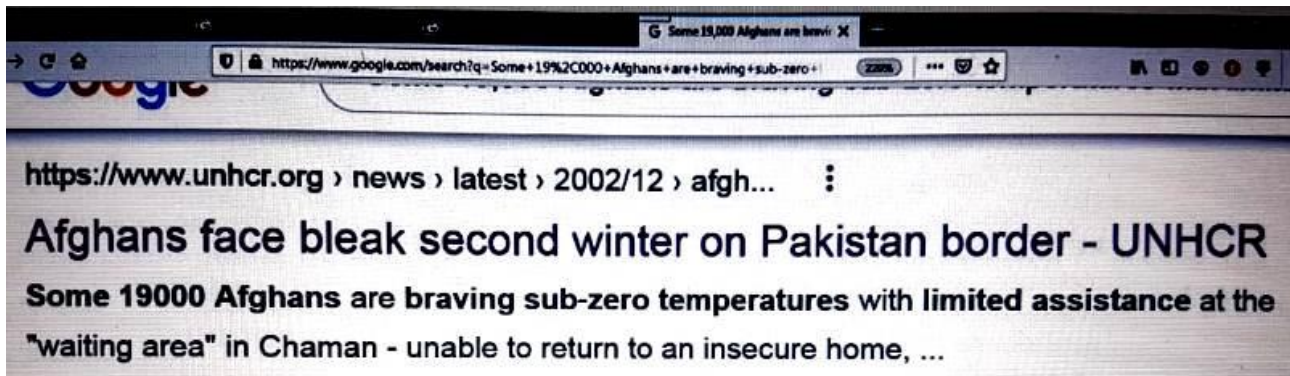 G Some 19,000 Afghans are bravin
https://www.google.com/search?q=Some+19%2C000+Afghans+are+braving+sub-zero+
220%
Google
https://www.unhcr.org › news › latest › 2002/12 › afgh...
Afghans face bleak second winter on Pakistan border - UNHCR
Some 19000 Afghans are braving sub-zero temperatures with limited assistance at the
"waiting area" in Chaman - unable to return to an insecure home, ...